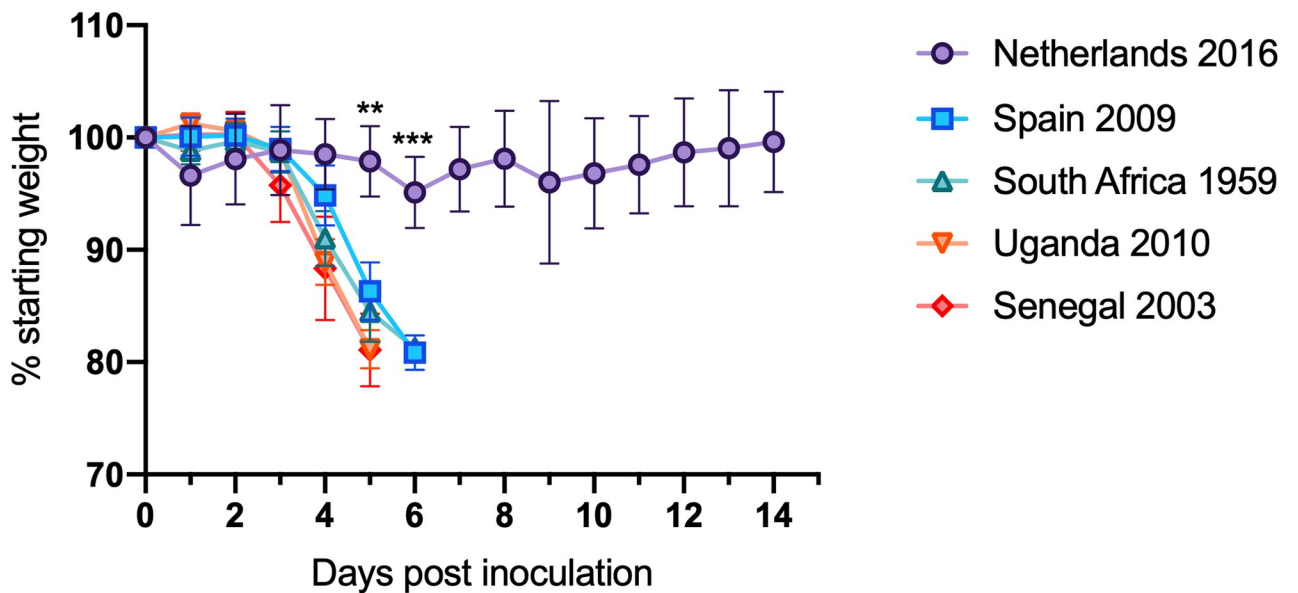 110
100
90
80
70
% starting weight
**
***
0 2 4 6 8 10 12 14
Days post inoculation
Netherlands 2016
Spain 2009
South Africa 1959
Uganda 2010
Senegal 2003